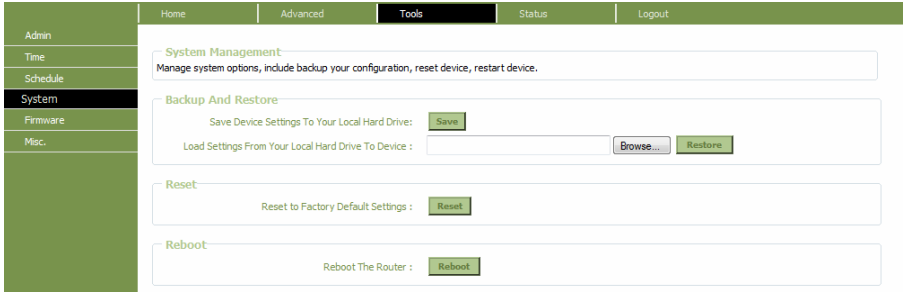 Home Advanced Tools Status Logout
Admin
Time
Schedule
System
Firmware
Misc.
System Management
Manage system options, include backup your configuration, reset device, restart device.
Backup And Restore
Save Device Settings To Your Local Hard Drive: Save
Load Settings From Your Local Hard Drive To Device : Browse... Restore
Reset
Reset to Factory Default Settings : Reset
Reboot
Reboot The Router : Reboot